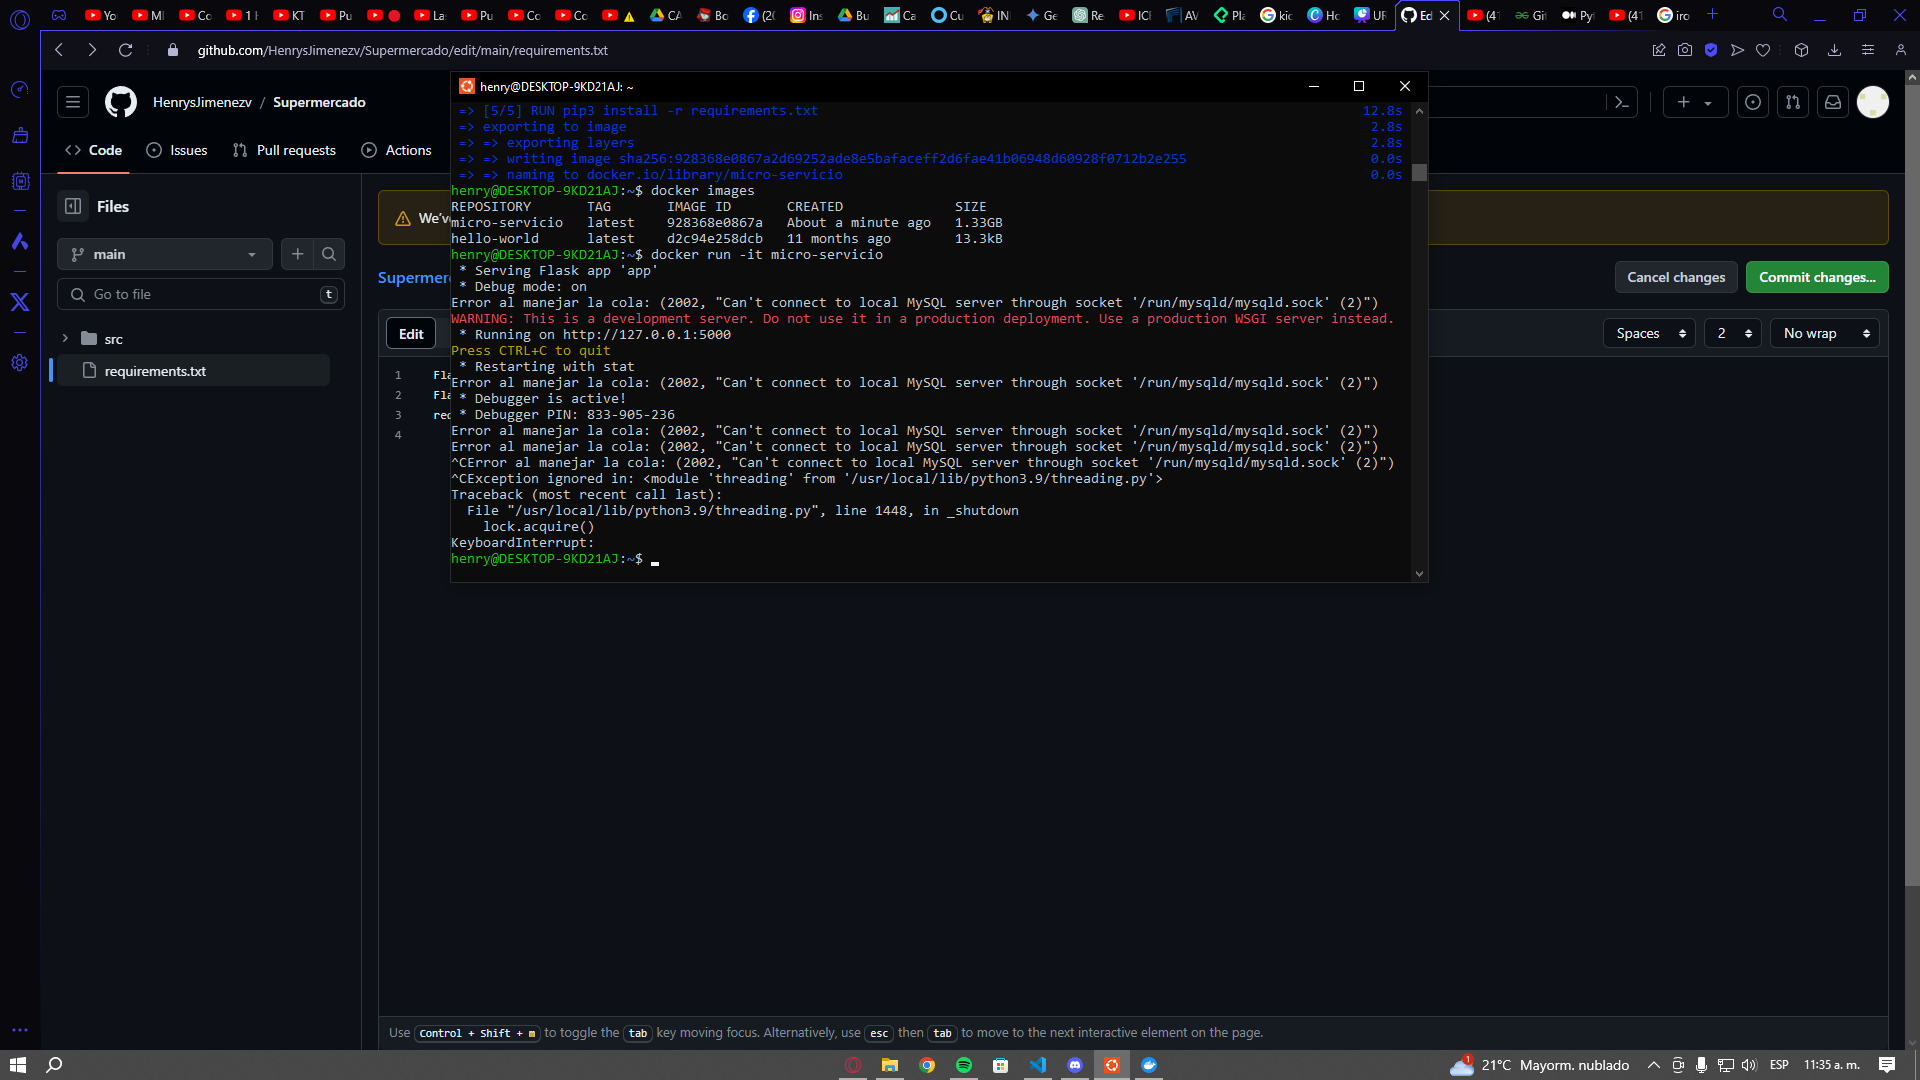 Yo
Mi
Co
1 H
KT
Pu
La
Pu
Co
Co
CA
Bo
(20
Ins
Bu
Ca
Cu
IN
Ge
Re
ICI
AV
Pla
kic
Ho
UR
Ed
(41
Git
Pyt
(41
iro
github.com/HenrysJimenezv/Supermercado/edit/main/requirements.txt
HenrysJimenezv / Supermercado
Code
Issues
Pull requests
Actions
Files
main
Go to file
t
src
requirements.txt
We've
Supermer
Cancel changes
Commit changes...
Edit
Spaces
2
No wrap
1 Fla
2 Fla
3 req
4
henry@DESKTOP-9KD21AJ: ~
=> [5/5] RUN pip3 install -r requirements.txt 12.8s
=> exporting to image 2.8s
=> => exporting layers 2.8s
=> => writing image sha256:928368e0867a2d69252ade8e5bafaceff2d6fae41b06948d60928f0712b2e255 0.0s
=> => naming to docker.io/library/micro-servicio 0.0s
henry@DESKTOP-9KD21AJ:~$ docker images
REPOSITORY TAG IMAGE ID CREATED SIZE
micro-servicio latest 928368e0867a About a minute ago 1.33GB
hello-world latest d2c94e258dcb 11 months ago 13.3kB
henry@DESKTOP-9KD21AJ:~$ docker run -it micro-servicio
* Serving Flask app 'app'
* Debug mode: on
Error al manejar la cola: (2002, "Can't connect to local MySQL server through socket '/run/mysqld/mysqld.sock' (2)")
WARNING: This is a development server. Do not use it in a production deployment. Use a production WSGI server instead.
* Running on http://127.0.0.1:5000
Press CTRL+C to quit
* Restarting with stat
Error al manejar la cola: (2002, "Can't connect to local MySQL server through socket '/run/mysqld/mysqld.sock' (2)")
* Debugger is active!
* Debugger PIN: 833-905-236
Error al manejar la cola: (2002, "Can't connect to local MySQL server through socket '/run/mysqld/mysqld.sock' (2)")
Error al manejar la cola: (2002, "Can't connect to local MySQL server through socket '/run/mysqld/mysqld.sock' (2)")
^CError al manejar la cola: (2002, "Can't connect to local MySQL server through socket '/run/mysqld/mysqld.sock' (2)")
^CException ignored in: <module 'threading' from '/usr/local/lib/python3.9/threading.py'>
Traceback (most recent call last):
File "/usr/local/lib/python3.9/threading.py", line 1448, in _shutdown
lock.acquire()
KeyboardInterrupt:
henry@DESKTOP-9KD21AJ:~$
Use Control + Shift + m to toggle the tab key moving focus. Alternatively, use esc then tab to move to the next interactive element on the page.
1
21°C Mayorm. nublado
ESP
11:35 a. m.